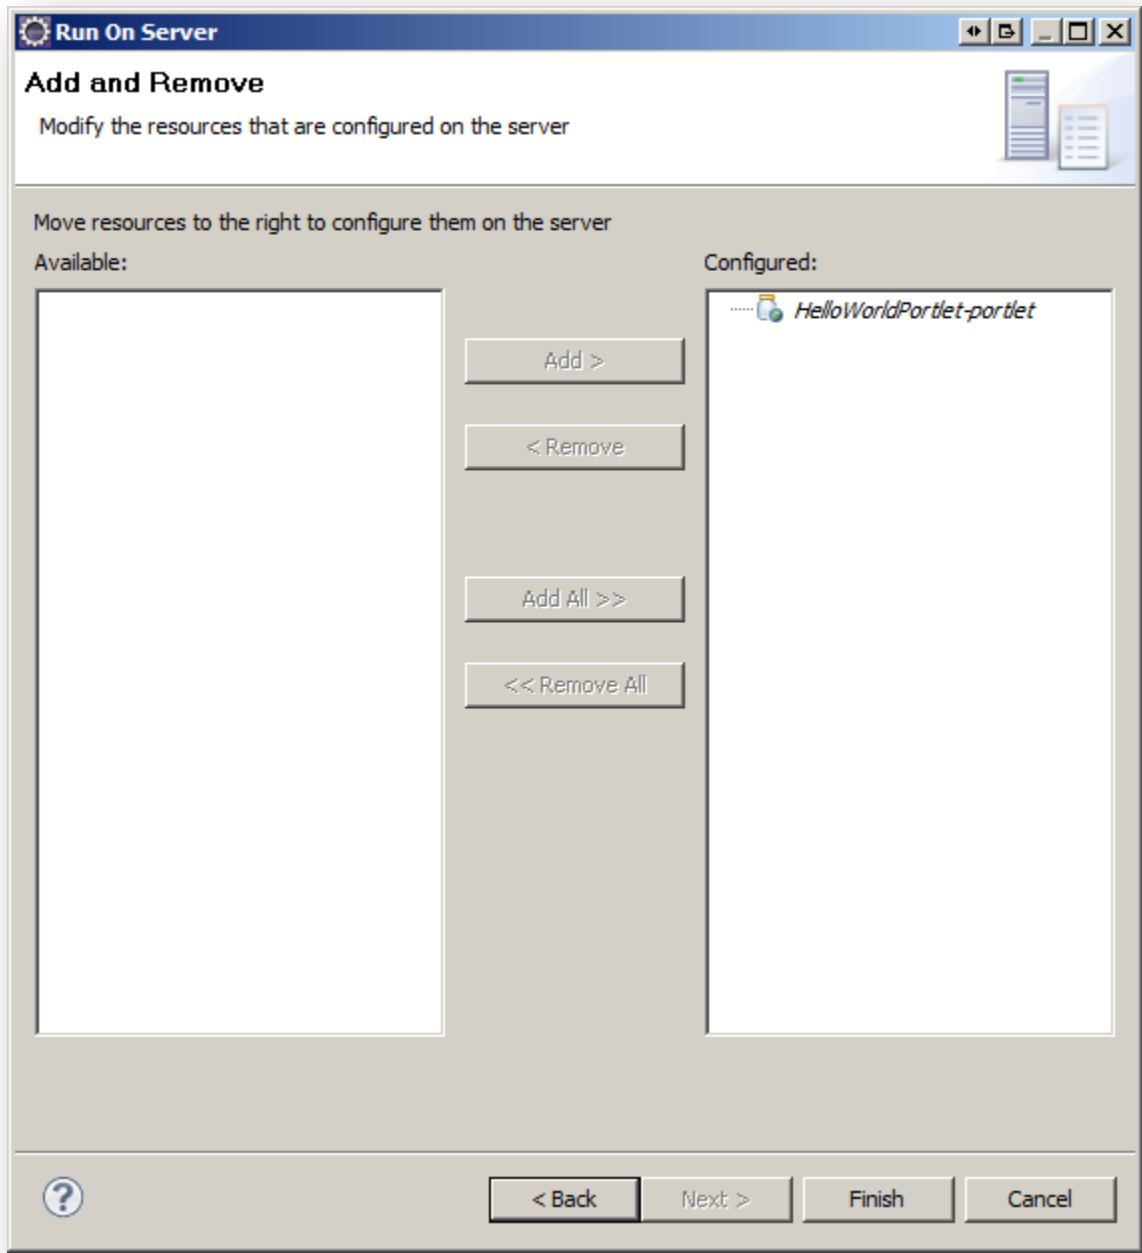 Run On Server
Add and Remove
Modify the resources that are configured on the server
Move resources to the right to configure them on the server
Available:
Configured:
HelloWorldPortlet-portlet
Add >
< Remove
Add All >>
<< Remove All
?
< Back
Next >
Finish
Cancel